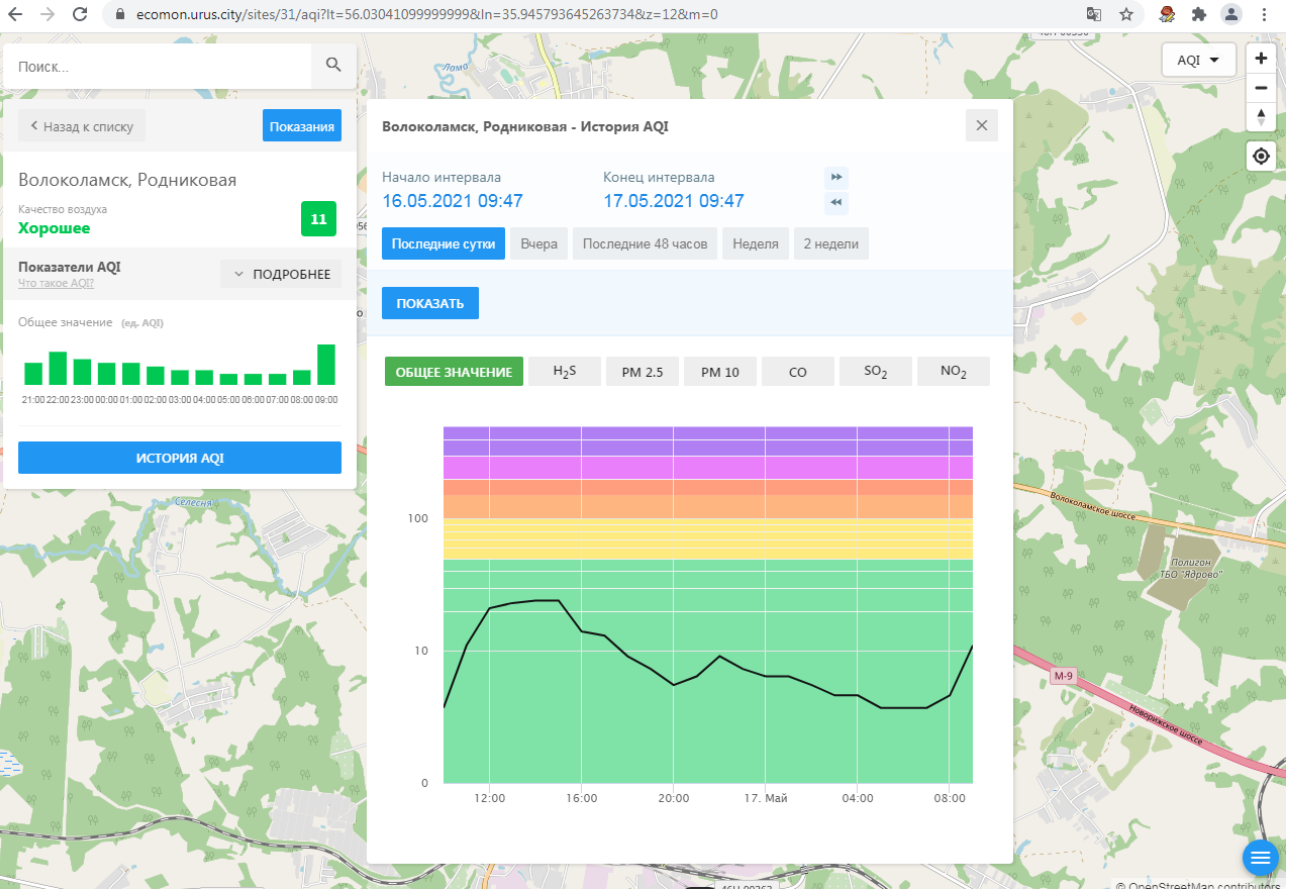 ecomon.urus.city/sites/31/aqi?lt=56.03041099999999&ln=35.945793645263734&z=12&m=0
Поиск...
AQI
Назад к списку
Показания
Волоколамск, Родниковая
Качество воздуха
Хорошее
11
Показатели AQI
Что такое AQI?
ПОДРОБНЕЕ
Общее значение (ед. AQI)
21:00 22:00 23:00 00:00 01:00 02:00 03:00 04:00 05:00 06:00 07:00 08:00 09:00
ИСТОРИЯ AQI
Волоколамск, Родниковая - История AQI
Начало интервала
Конец интервала
16.05.2021 09:47
17.05.2021 09:47
Последние сутки
Вчера
Последние 48 часов
Неделя
2 недели
ПОКАЗАТЬ
ОБЩЕЕ ЗНАЧЕНИЕ
H₂S
PM 2.5
PM 10
CO
SO₂
NO₂
100
10
0
12:00
16:00
20:00
17. Май
04:00
08:00
Селесня
Волоколамское шоссе
Полигон
ТБО "Ядрово"
М-9
Новорижское шоссе
© OpenStreetMap contributors